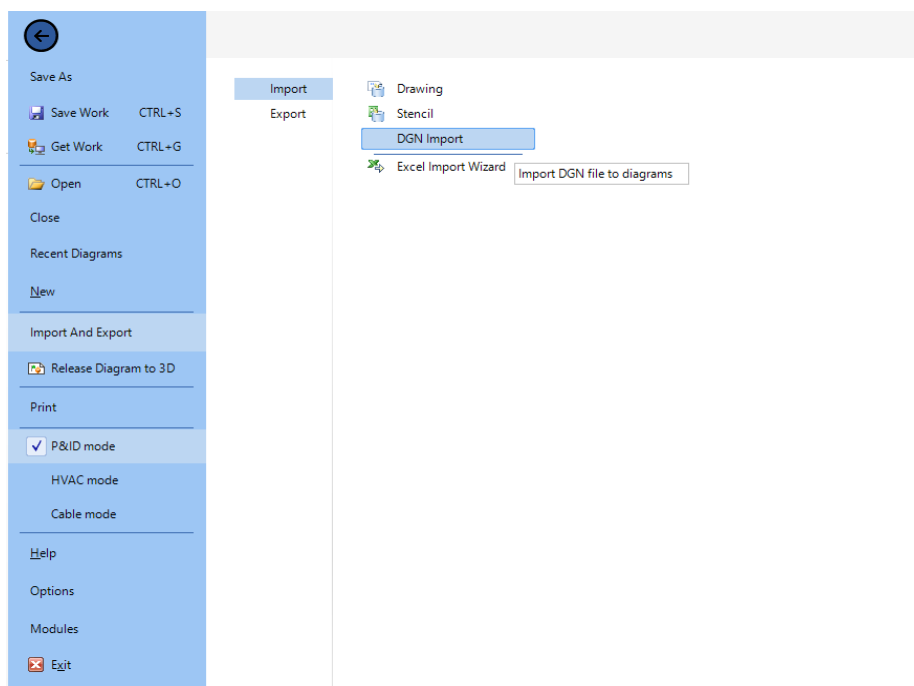 Save As
Save Work CTRL+S
Get Work CTRL+G
Open CTRL+O
Close
Recent Diagrams
New
Import And Export
Release Diagram to 3D
Print
P&ID mode
HVAC mode
Cable mode
Help
Options
Modules
Exit
Import
Export
Drawing
Stencil
DGN Import
Excel Import Wizard
Import DGN file to diagrams